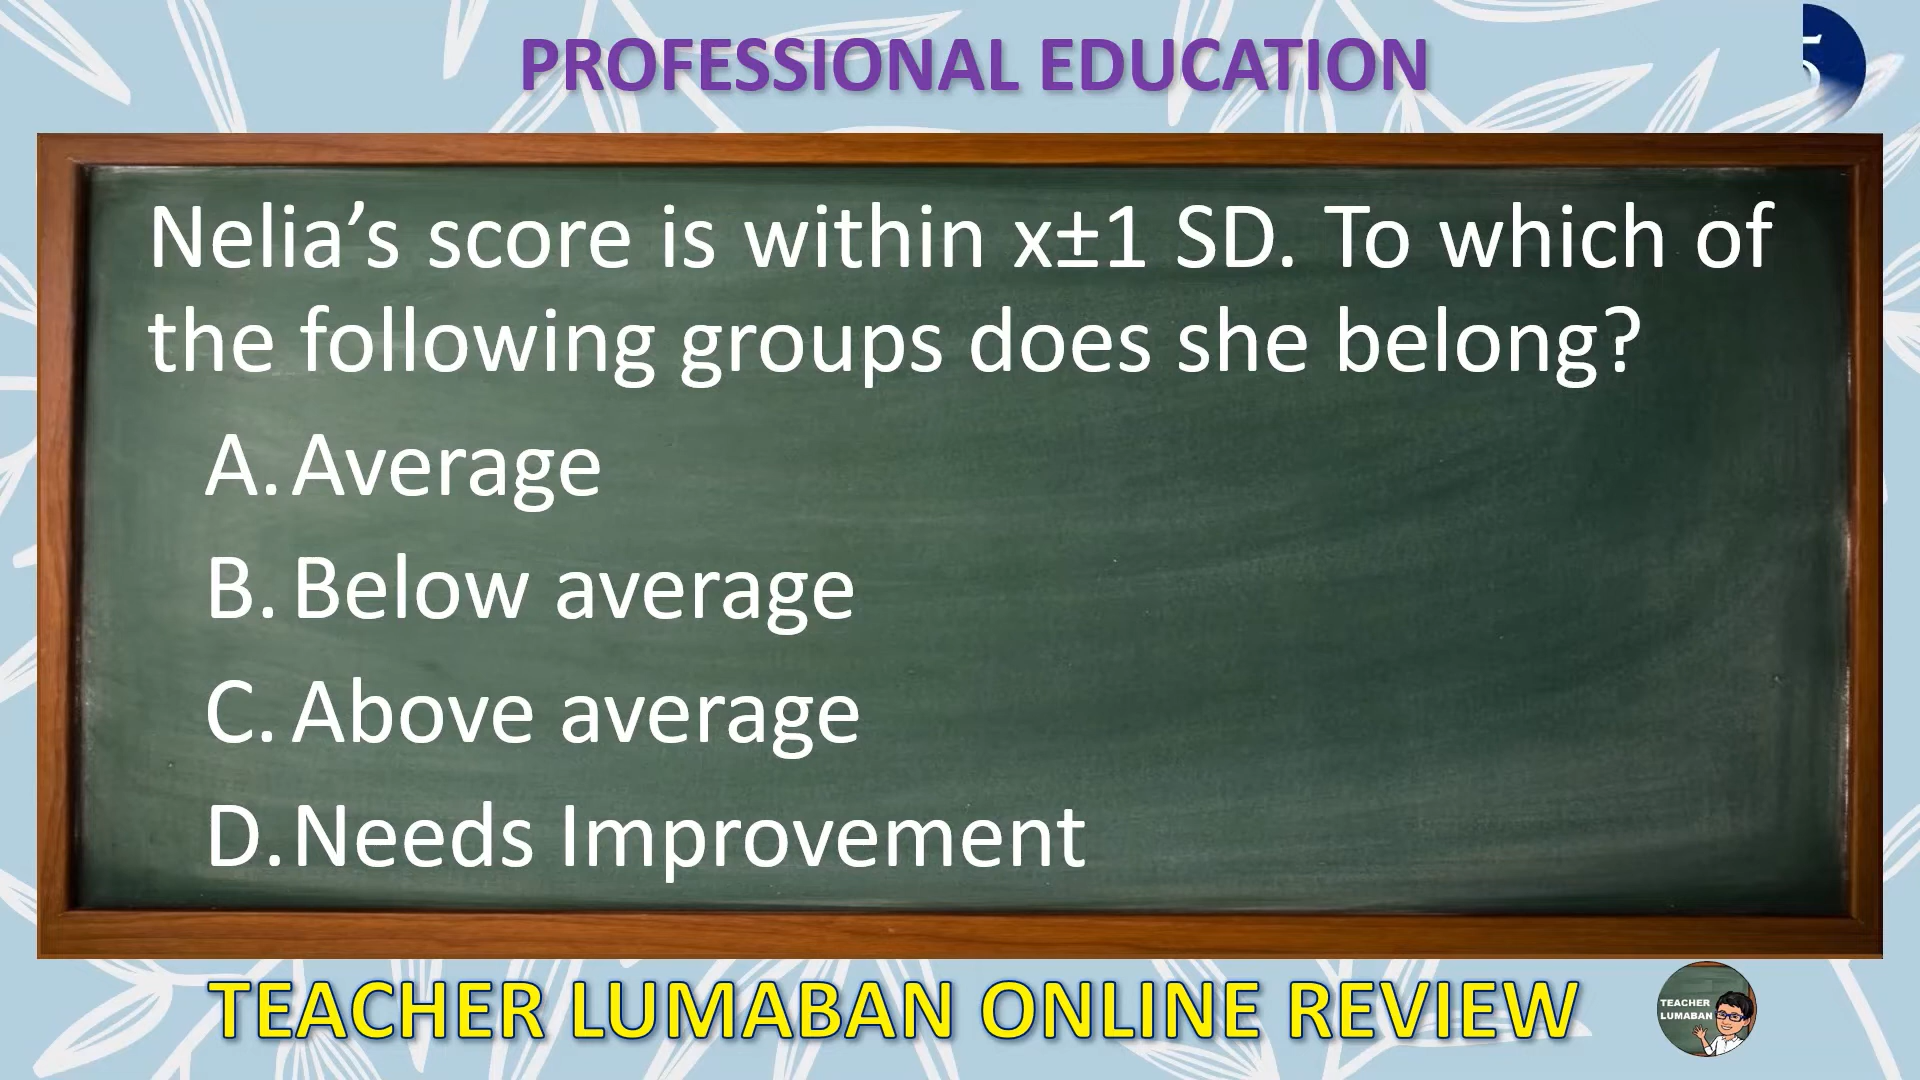 PROFESSIONAL EDUCATION
5
Nelia’s score is within x±1 SD. To which of
the following groups does she belong?
A. Average
B. Below average
C. Above average
D. Needs Improvement
TEACHER LUMABAN ONLINE REVIEW
TEACHER
LUMABAN